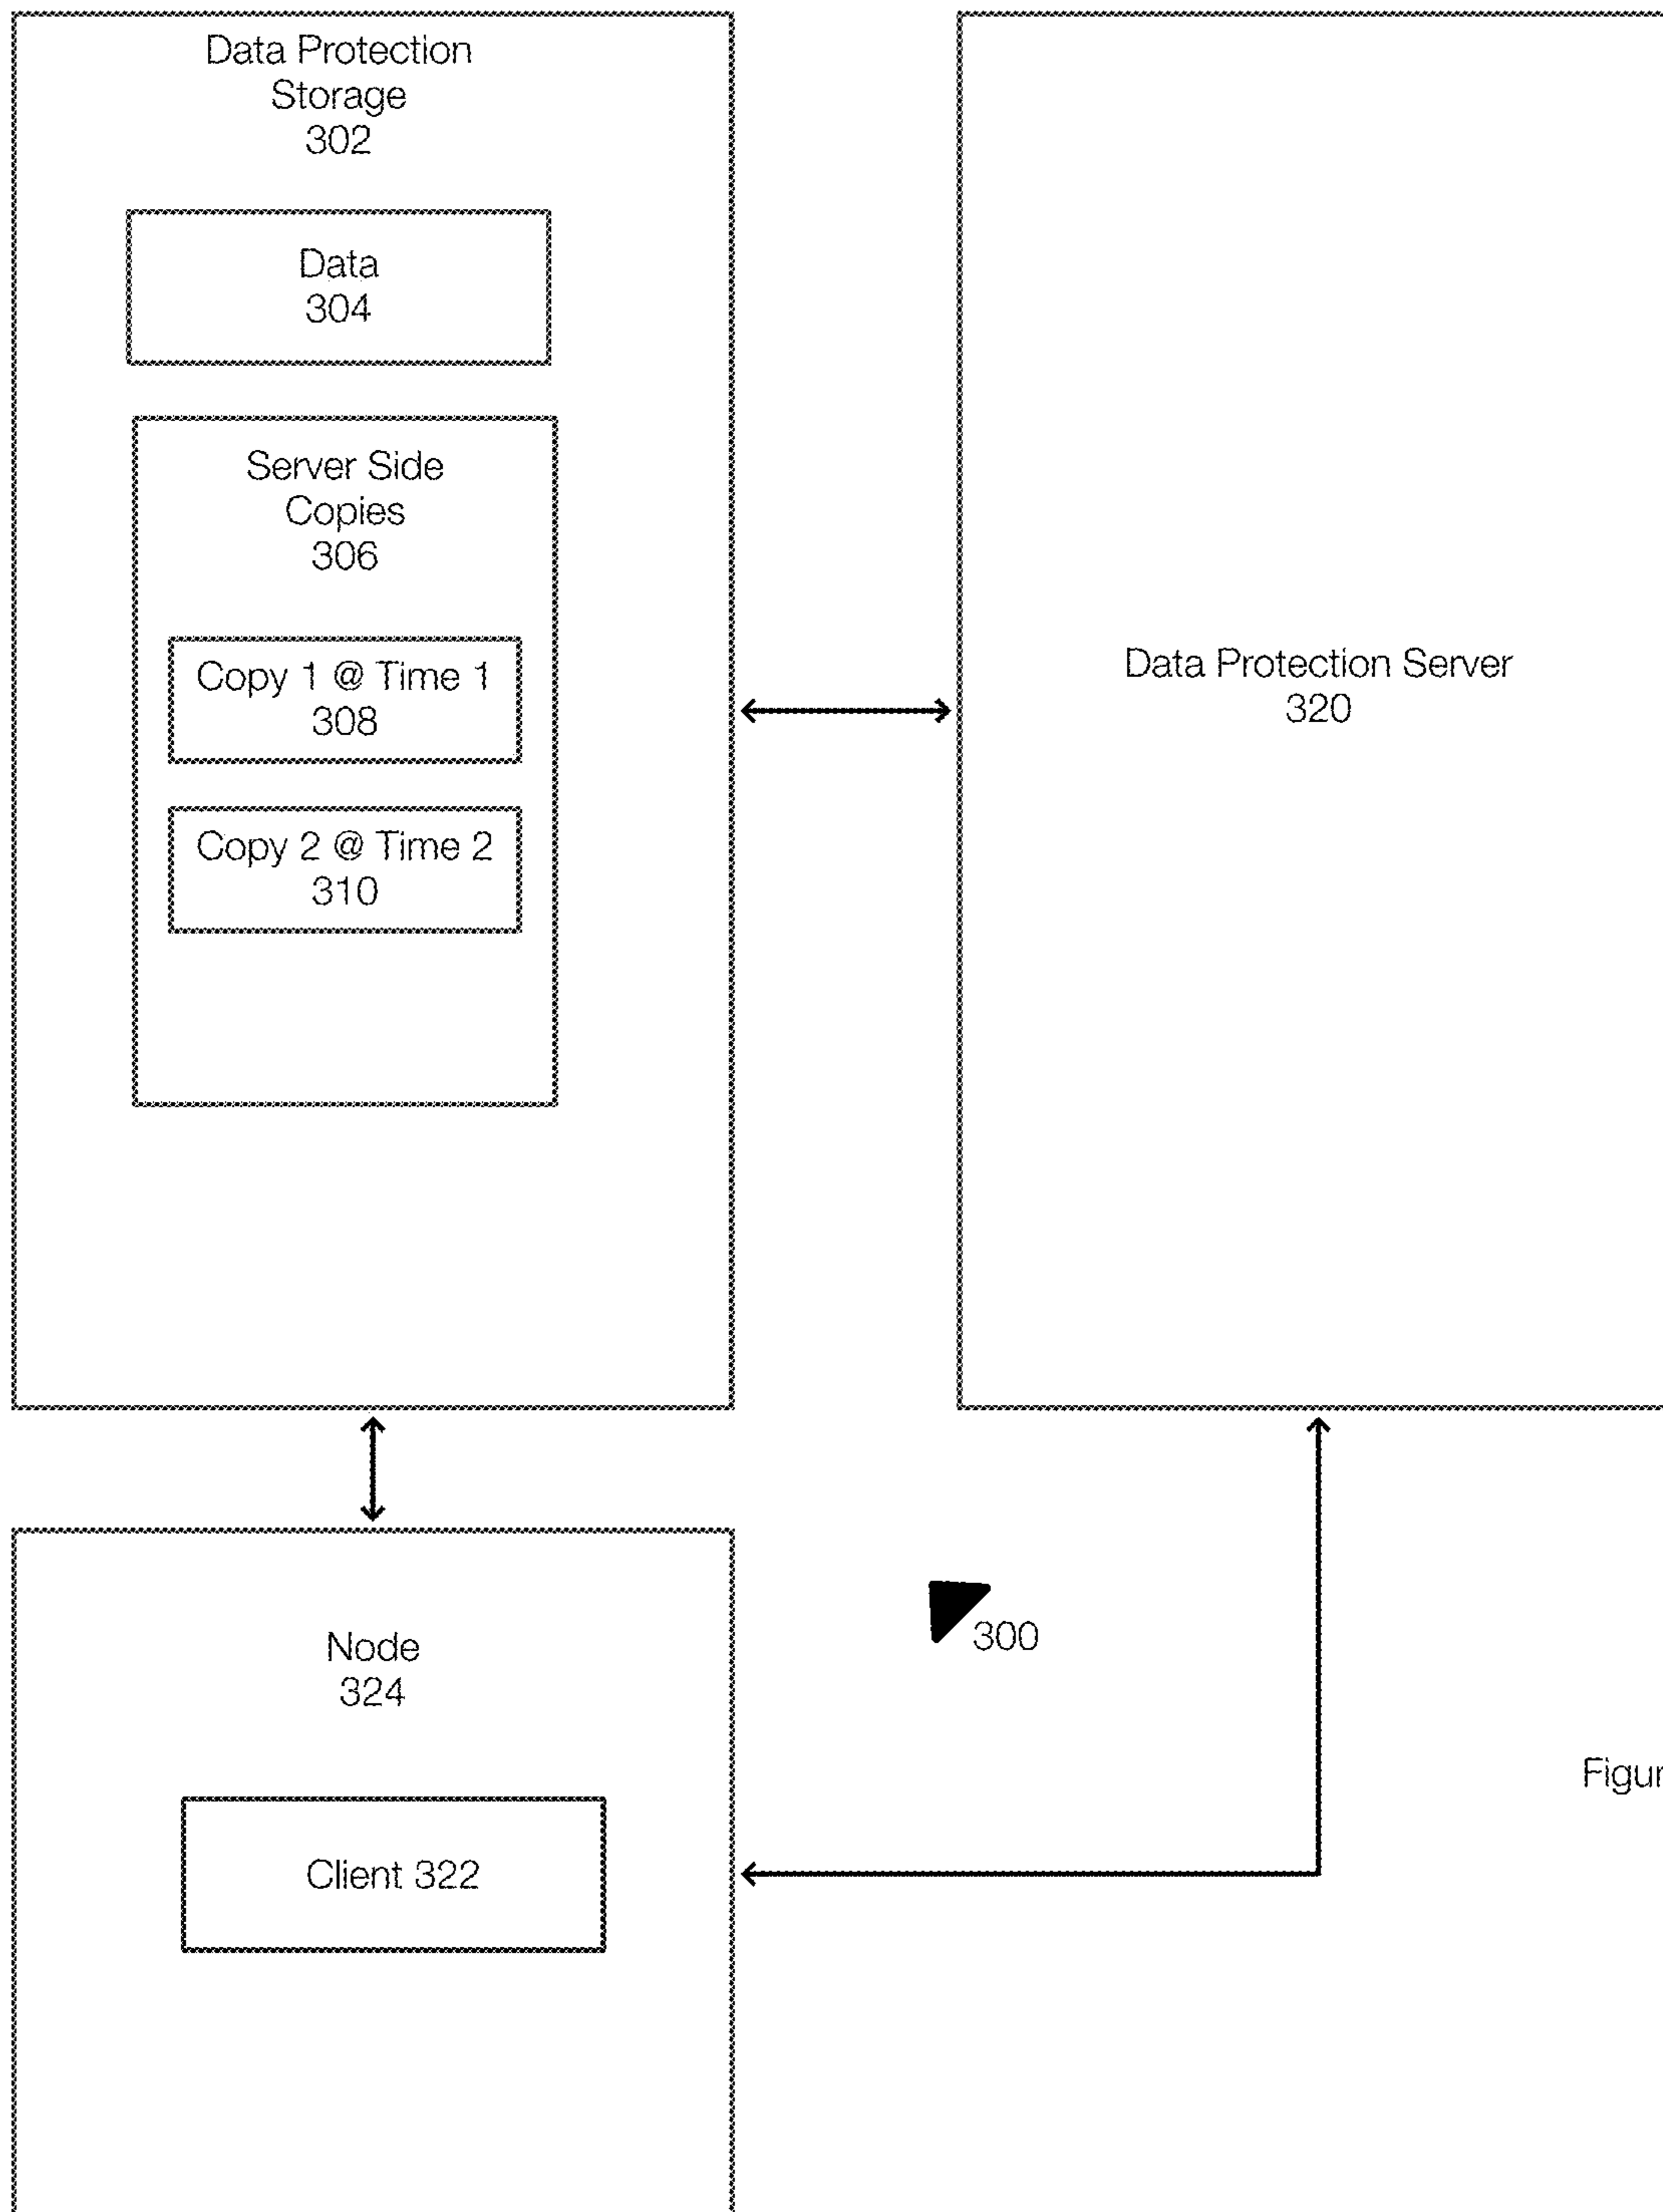 Data Protection
Storage
302
Data
304
Server Side
Copies
306
Copy 1 @ Time 1
308
Copy 2 @ Time 2
310
Data Protection Server
320
Node
324
Client 322
300